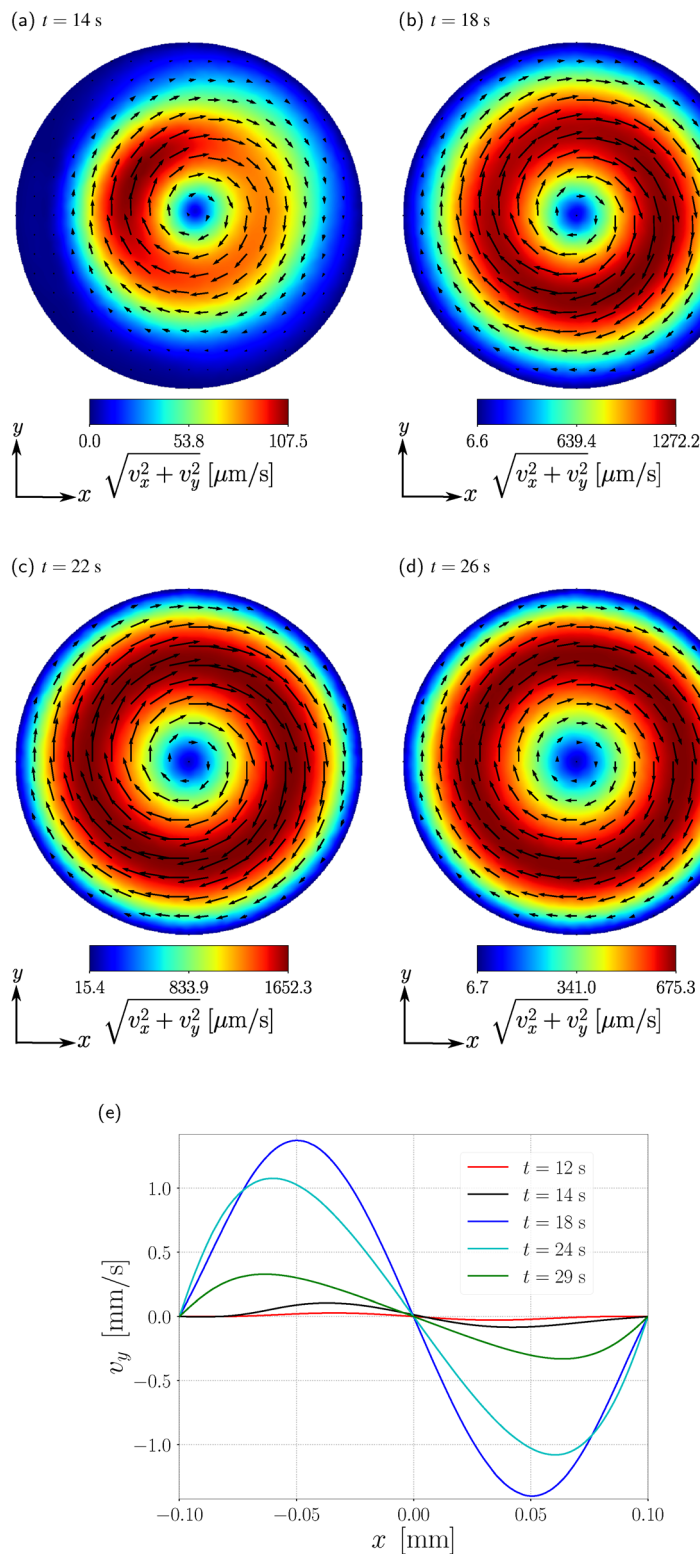 (a) t = 14 s
(b) t = 18 s
0.0 53.8 107.5
6.6 639.4 1272.2
y
x
√(v_x^2 + v_y^2) [μm/s]
y
x
√(v_x^2 + v_y^2) [μm/s]
(c) t = 22 s
(d) t = 26 s
15.4 833.9 1652.3
6.7 341.0 675.3
y
x
√(v_x^2 + v_y^2) [μm/s]
y
x
√(v_x^2 + v_y^2) [μm/s]
(e)
t = 12 s
t = 14 s
t = 18 s
t = 24 s
t = 29 s
1.0
0.5
0.0
−0.5
−1.0
v_y [mm/s]
−0.10 −0.05 0.00 0.05 0.10
x [mm]